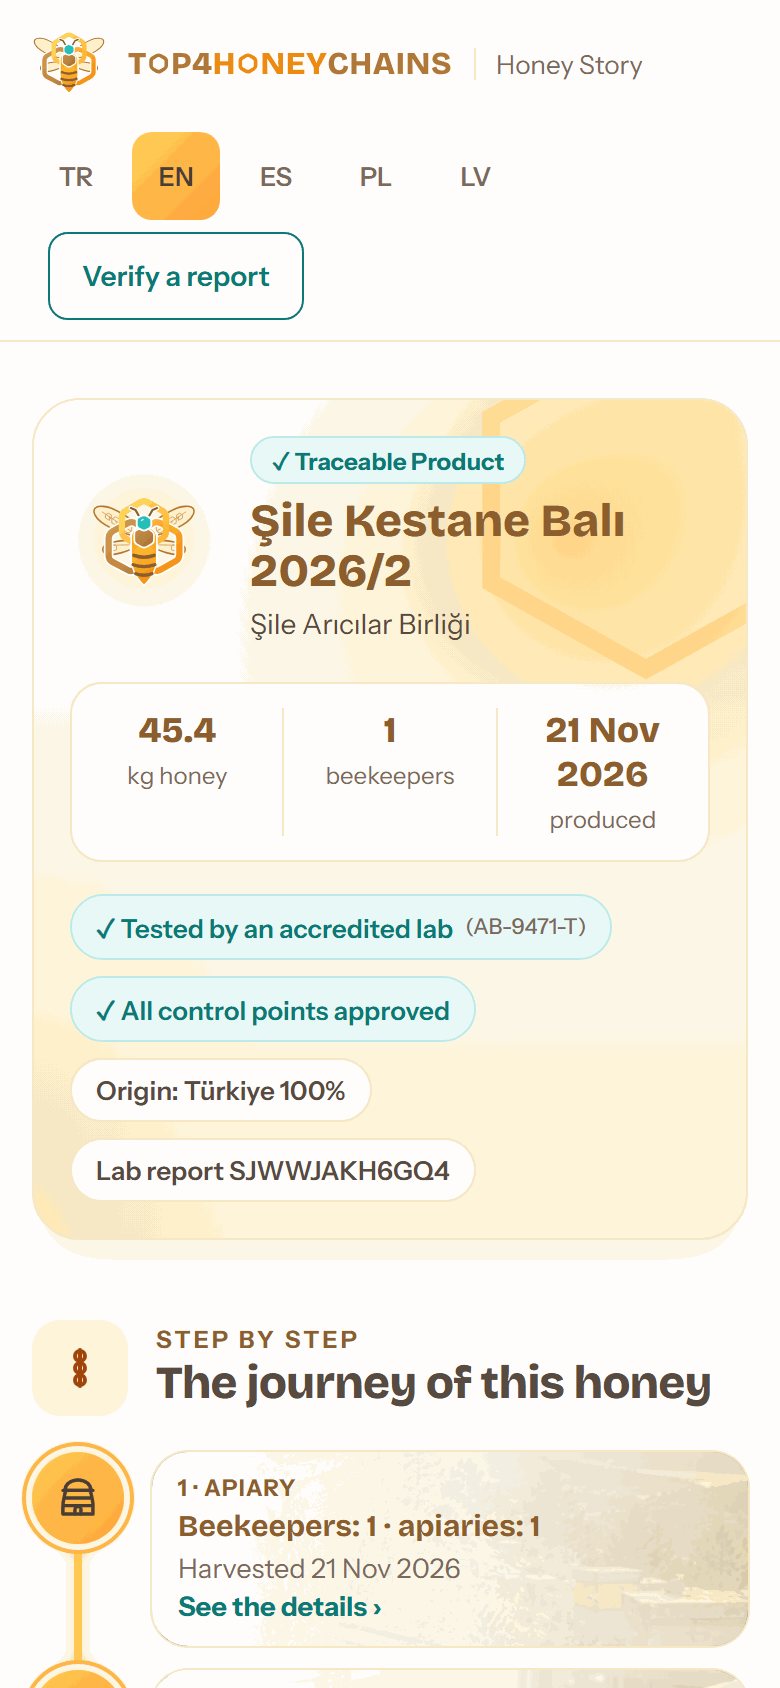 TOP4HONEYCHAINS
Honey Story
TR EN ES PL LV
Verify a report
✓ Traceable Product
Şile Kestane Balı
2026/2
Şile Arıcılar Birliği
45.4
kg honey
1
beekeepers
21 Nov
2026
produced
✓ Tested by an accredited lab (AB-9471-T)
✓ All control points approved
Origin: Türkiye 100%
Lab report SJWWJAKH6GQ4
STEP BY STEP
The journey of this honey
1 · APIARY
Beekeepers: 1 · apiaries: 1
Harvested 21 Nov 2026
See the details ›